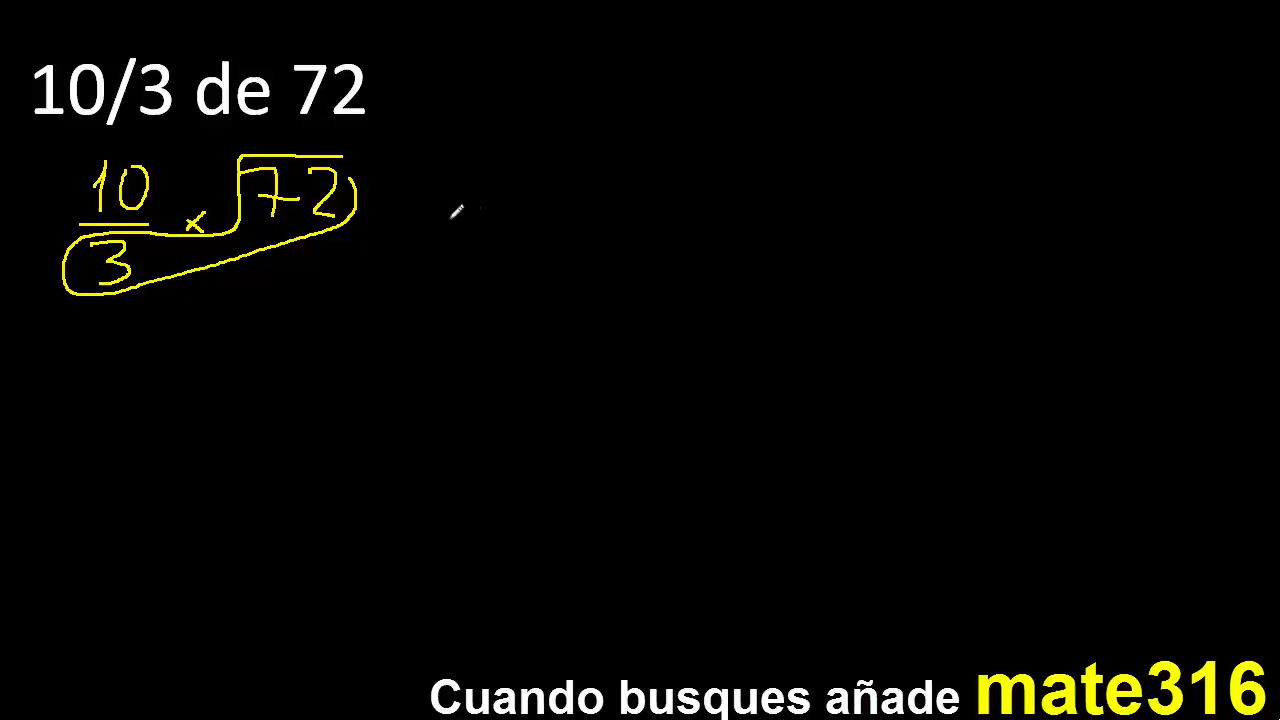 10/3 de 72
10
3
×
72
Cuando busques añade mate316